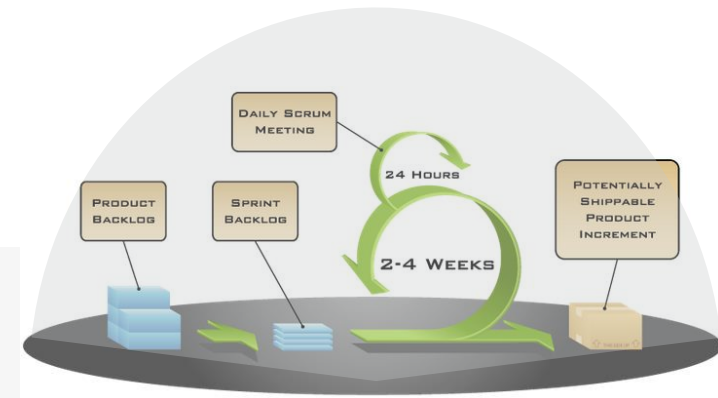 DAILY SCRUM
MEETING
24 HOURS
PRODUCT
BACKLOG
SPRINT
BACKLOG
POTENTIALLY
SHIPPABLE
PRODUCT
INCREMENT
2-4 WEEKS